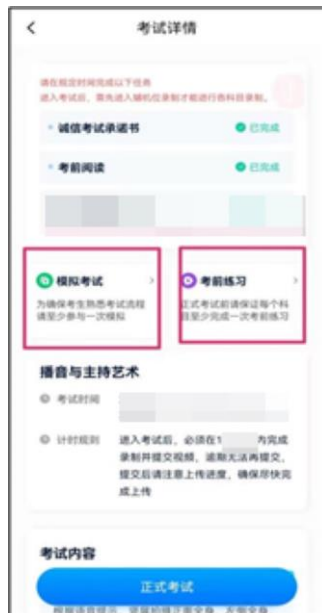 考试详情
请在规定时间完成以下任务
进入考试后，需先进入辅机位录制才能进行各科目录制。
诚信考试承诺书 已完成
考前阅读 已完成
模拟考试
为确保考生熟悉考试流程
请至少参与一次模拟
考前练习
正式考试前请保证每个科
目至少完成一次考前练习
播音与主持艺术
考试时间
计时规则 进入考试后，必须在1 内完成
录制并提交视频，逾期无法再提交，
提交后请注意上传进度，确保尽快完
成上传
考试内容
正式考试